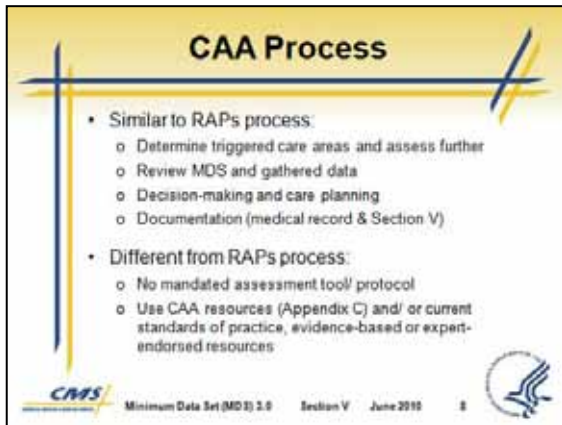 CAA Process
• Similar to RAPs process:
o Determine triggered care areas and assess further
o Review MDS and gathered data
o Decision-making and care planning
o Documentation (medical record & Section V)
• Different from RAPs process:
o No mandated assessment tool/ protocol
o Use CAA resources (Appendix C) and/ or current
standards of practice, evidence-based or expert-
endorsed resources
CMS
Minimum Data Set (MDS) 3.0 Section V June 2010 8